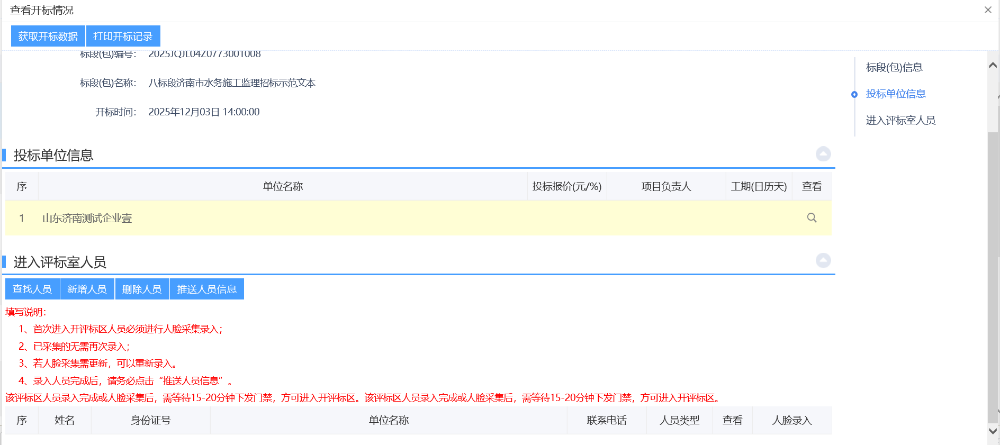 查看开标情况
获取开标数据 打印开标记录
标段(包)编号： 2025JQJL04Z0773001008
标段(包)名称： 八标段济南市水务施工监理招标示范文本
开标时间： 2025年12月03日 14:00:00
标段(包)信息
投标单位信息
进入评标室人员
投标单位信息
序 单位名称 投标报价(元/%) 项目负责人 工期(日历天) 查看
1 山东济南测试企业壹
进入评标室人员
查找人员 新增人员 删除人员 推送人员信息
填写说明：
1、首次进入开评标区人员必须进行人脸采集录入；
2、已采集的无需再次录入；
3、若人脸采集需更新，可以重新录入。
4、录入人员完成后，请务必点击“推送人员信息”。
该评标区人员录入完成或人脸采集后，需等待15-20分钟下发门禁，方可进入开评标区。该评标区人员录入完成或人脸采集后，需等待15-20分钟下发门禁，方可进入开评标区。
序 姓名 身份证号 单位名称 联系电话 人员类型 查看 人脸录入